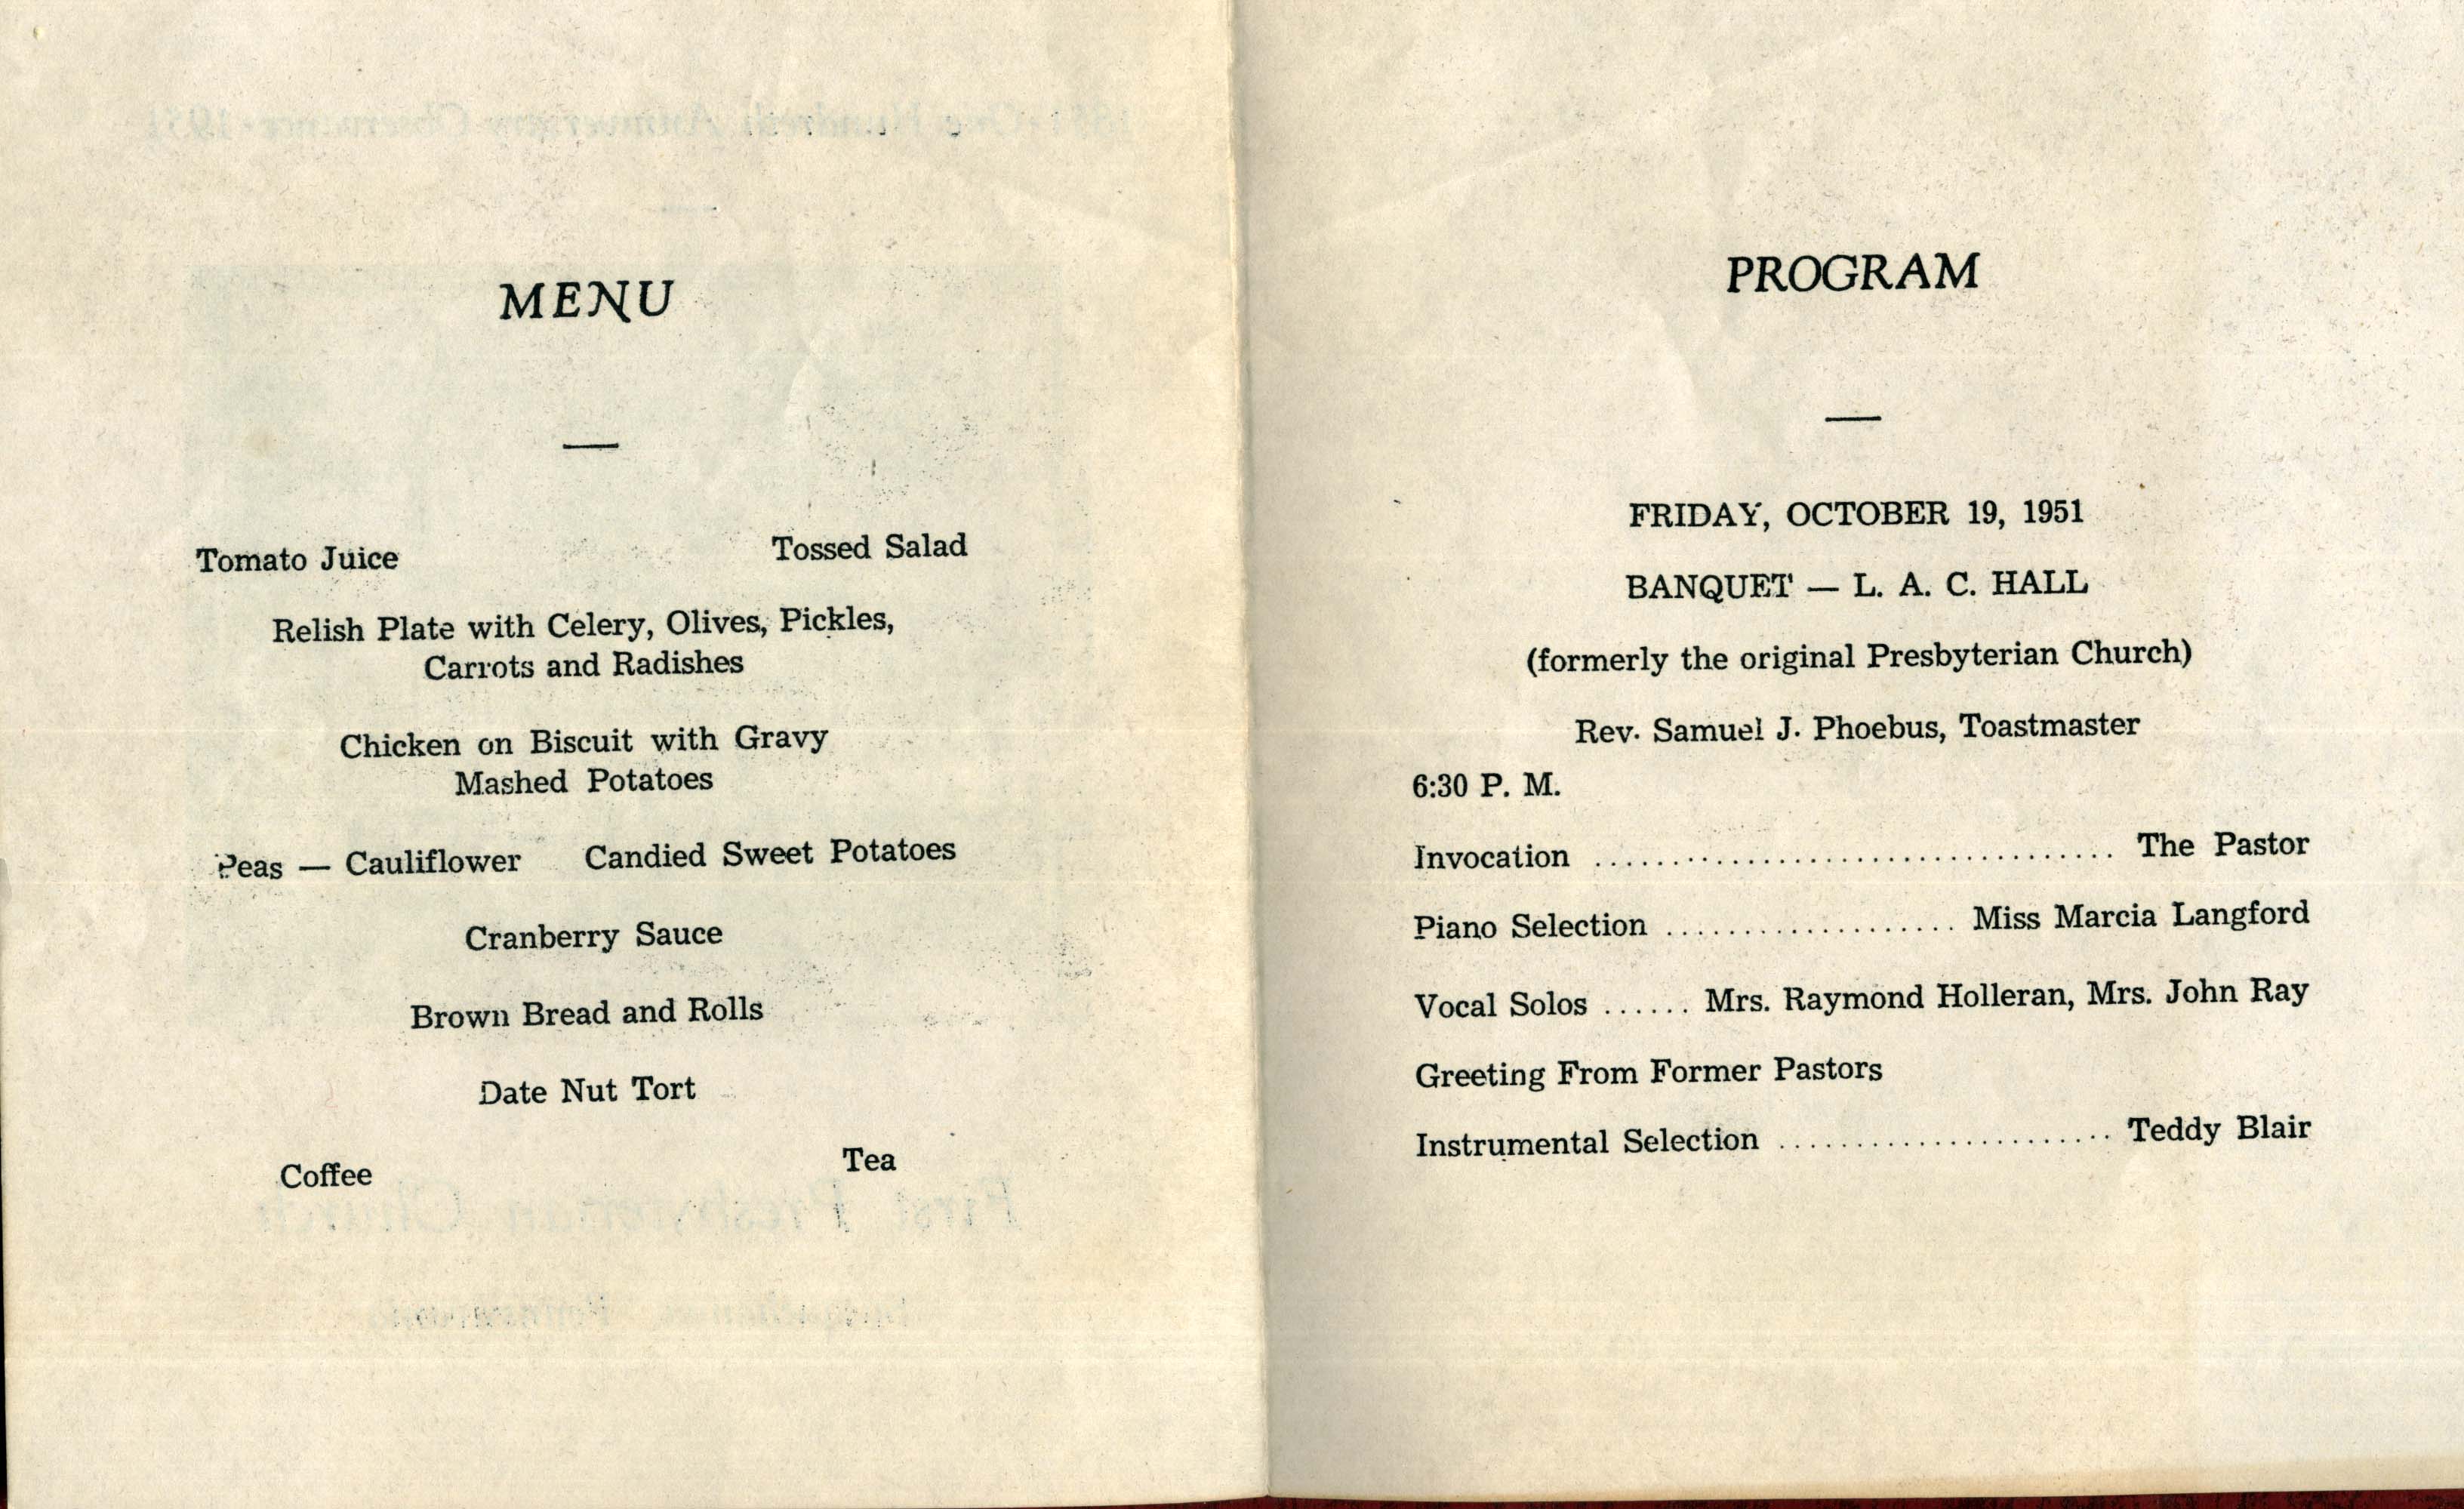 MENU
Tomato Juice Tossed Salad
Relish Plate with Celery, Olives, Pickles,
Carrots and Radishes
Chicken on Biscuit with Gravy
Mashed Potatoes
Peas — Cauliflower Candied Sweet Potatoes
Cranberry Sauce
Brown Bread and Rolls
Date Nut Tort
Coffee Tea
First Presbyterian Church
PROGRAM
FRIDAY, OCTOBER 19, 1951
BANQUET — L. A. C. HALL
(formerly the original Presbyterian Church)
Rev. Samuel J. Phoebus, Toastmaster
6:30 P. M.
Invocation .................................. The Pastor
Piano Selection ................... Miss Marcia Langford
Vocal Solos ...... Mrs. Raymond Holleran, Mrs. John Ray
Greeting From Former Pastors
Instrumental Selection ...................... Teddy Blair